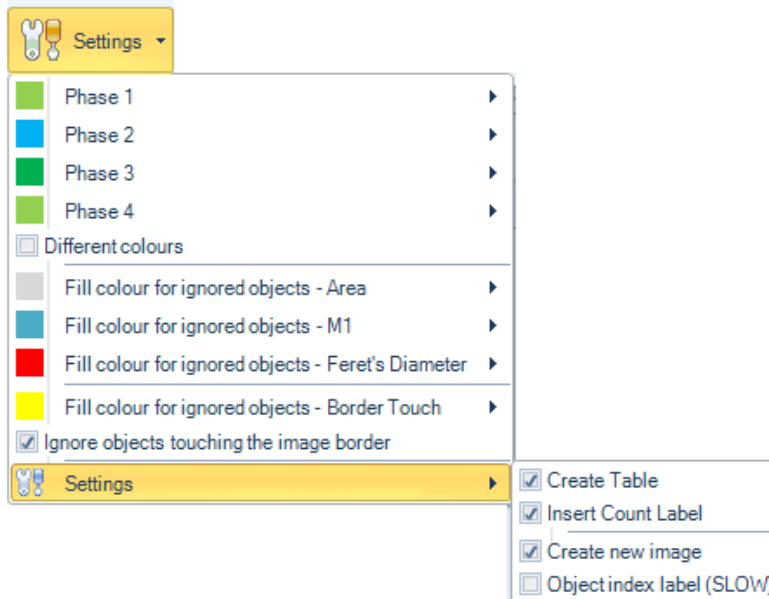 Settings
Phase 1
Phase 2
Phase 3
Phase 4
Different colours
Fill colour for ignored objects - Area
Fill colour for ignored objects - M1
Fill colour for ignored objects - Feret's Diameter
Fill colour for ignored objects - Border Touch
Ignore objects touching the image border
Settings
Create Table
Insert Count Label
Create new image
Object index label (SLOW)